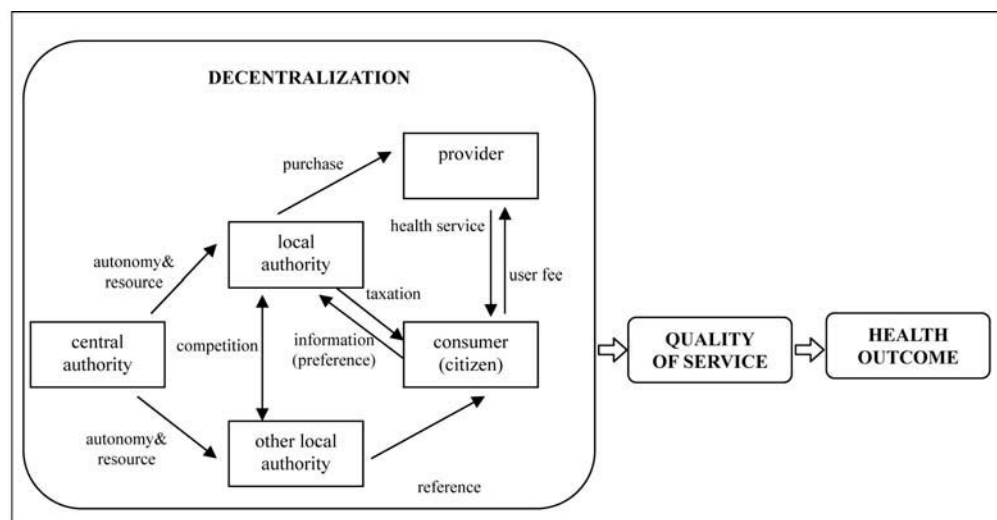 DECENTRALIZATION
purchase
provider
health service
user fee
local
authority
autonomy&
resource
taxation
central
authority
competition
information
(preference)
consumer
(citizen)
QUALITY
OF SERVICE
HEALTH
OUTCOME
autonomy&
resource
other local
authority
reference